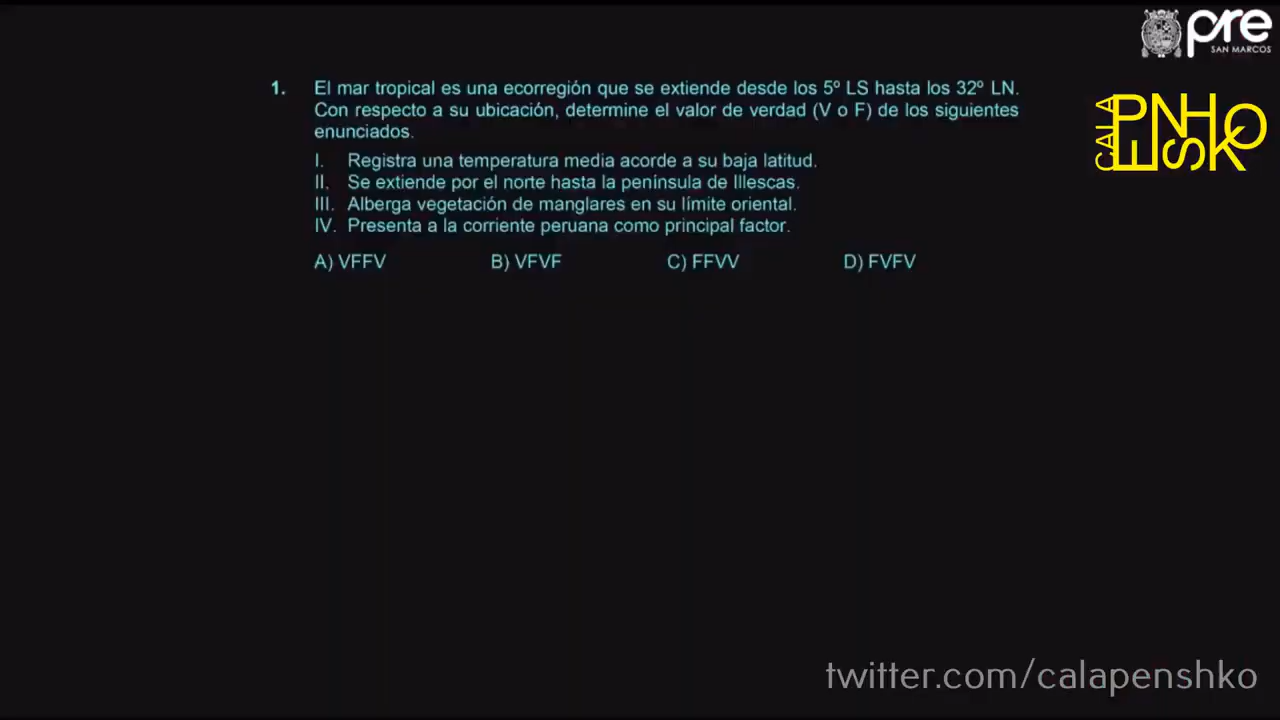 pre
SAN MARCOS
CALA
PENSHKO
1. El mar tropical es una ecorregión que se extiende desde los 5º LS hasta los 32º LN.
Con respecto a su ubicación, determine el valor de verdad (V o F) de los siguientes
enunciados.
I. Registra una temperatura media acorde a su baja latitud.
II. Se extiende por el norte hasta la península de Illescas.
III. Alberga vegetación de manglares en su límite oriental.
IV. Presenta a la corriente peruana como principal factor.
A) VFFV B) VFVF C) FFVV D) FVFV
twitter.com/calapenshko